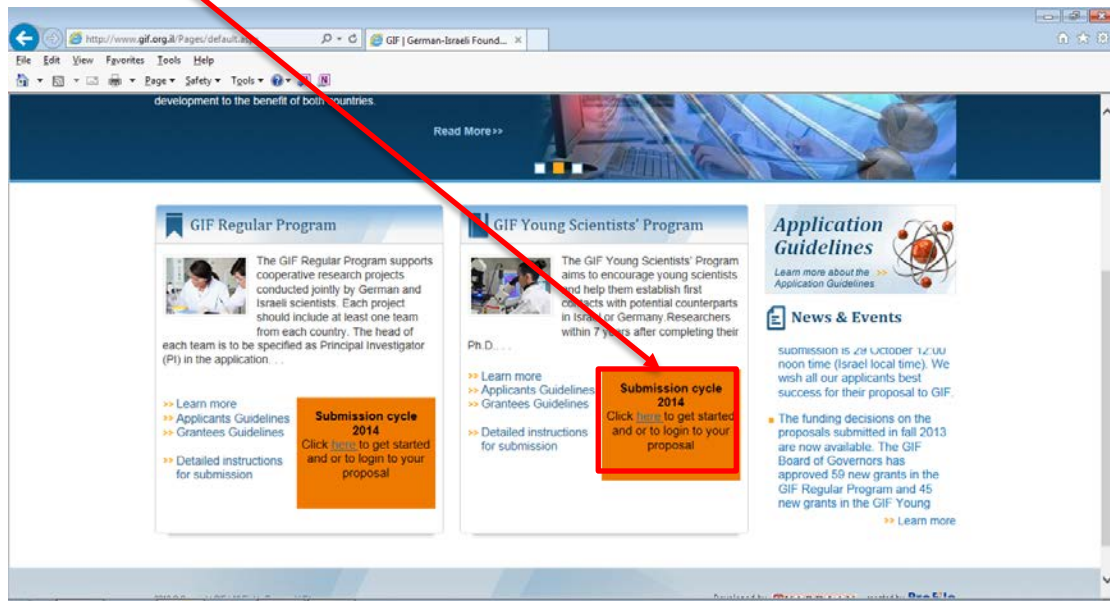 http://www.gif.org.il/Pages/default.aspx
GIF | German-Israeli Found...
File Edit View Favorites Tools Help
Page Safety Tools
development to the benefit of both countries.
Read More>>
GIF Regular Program
The GIF Regular Program supports
cooperative research projects
conducted jointly by German and
Israeli scientists. Each project
should include at least one team
from each country. The head of
each team is to be specified as Principal Investigator
(PI) in the application. . .
>> Learn more
>> Applicants Guidelines
>> Grantees Guidelines
>> Detailed instructions
for submission
Submission cycle
2014
Click here to get started
and or to login to your
proposal
GIF Young Scientists' Program
The GIF Young Scientists' Program
aims to encourage young scientists
and help them establish first
contacts with potential counterparts
in Israel or Germany.Researchers
within 7 years after completing their
Ph.D.. . .
>> Learn more
>> Applicants Guidelines
>> Grantees Guidelines
>> Detailed instructions
for submission
Submission cycle
2014
Click here to get started
and or to login to your
proposal
Application
Guidelines
Learn more about the >>
Application Guidelines
News & Events
submission is 29 October 12:00
noon time (Israel local time). We
wish all our applicants best
success for their proposal to GIF.
The funding decisions on the
proposals submitted in fall 2013
are now available. The GIF
Board of Governors has
approved 59 new grants in the
GIF Regular Program and 45
new grants in the GIF Young
>> Learn more